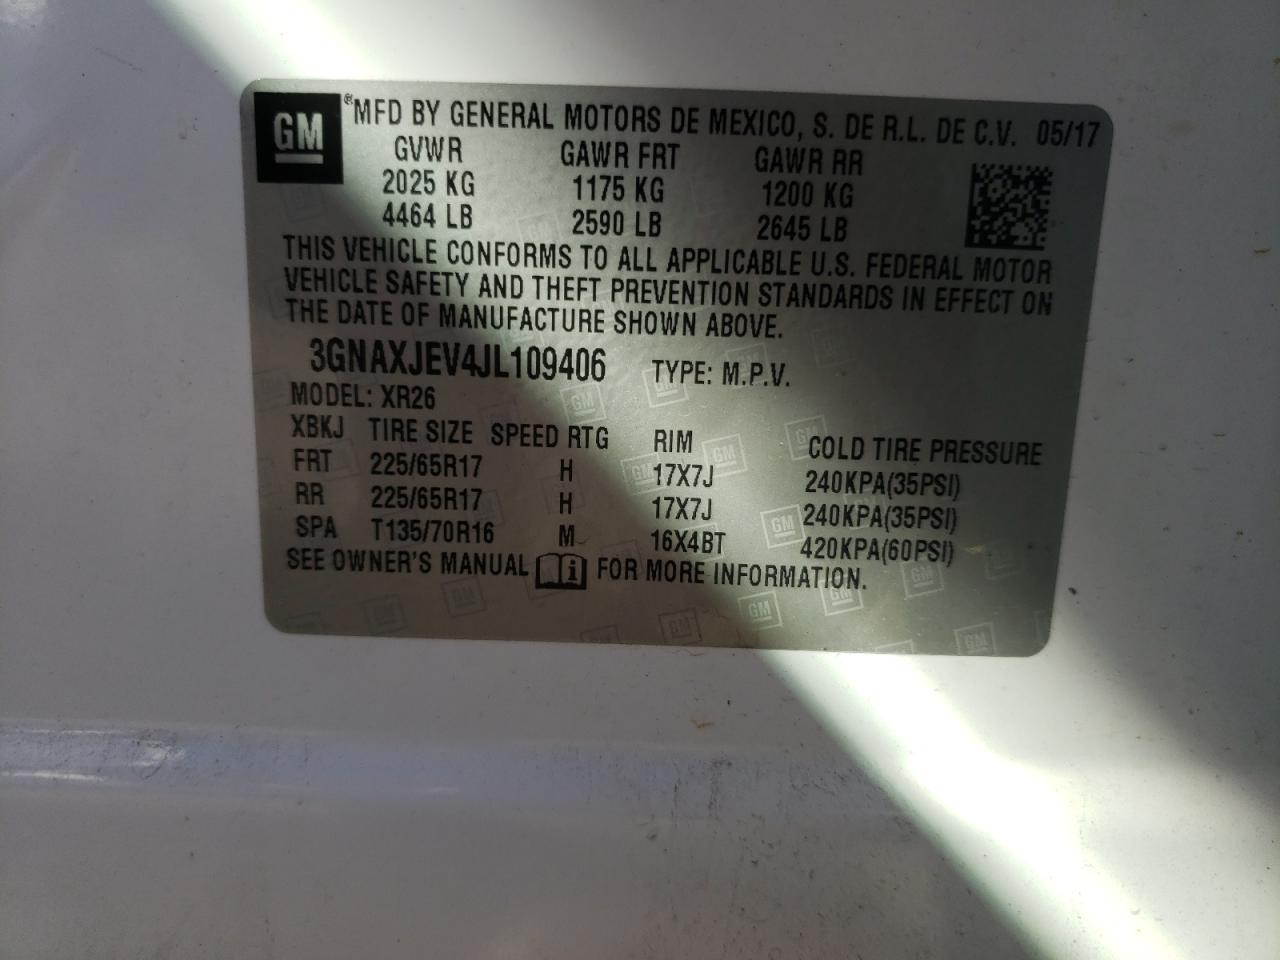 GM ®MFD BY GENERAL MOTORS DE MEXICO, S. DE R.L. DE C.V. 05/17
GVWR GAWR FRT GAWR RR
2025 KG 1175 KG 1200 KG
4464 LB 2590 LB 2645 LB
THIS VEHICLE CONFORMS TO ALL APPLICABLE U.S. FEDERAL MOTOR
VEHICLE SAFETY AND THEFT PREVENTION STANDARDS IN EFFECT ON
THE DATE OF MANUFACTURE SHOWN ABOVE.
3GNAXJEV4JL109406 TYPE: M.P.V.
MODEL: XR26
XBKJ TIRE SIZE SPEED RTG RIM COLD TIRE PRESSURE
FRT 225/65R17 H 17X7J 240KPA(35PSI)
RR 225/65R17 H 17X7J 240KPA(35PSI)
SPA T135/70R16 M 16X4BT 420KPA(60PSI)
SEE OWNER'S MANUAL i FOR MORE INFORMATION.